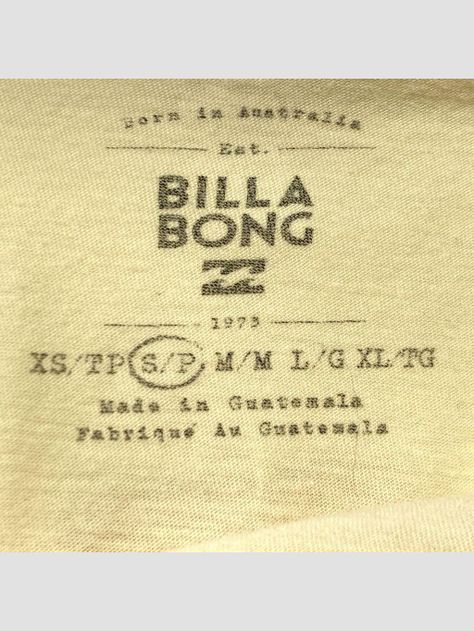 Born in Australia
Est.
BILLA
BONG
1973
XS/TP S/P M/M L/G XL/TG
Made in Guatemala
Fabriqué Au Guatemala